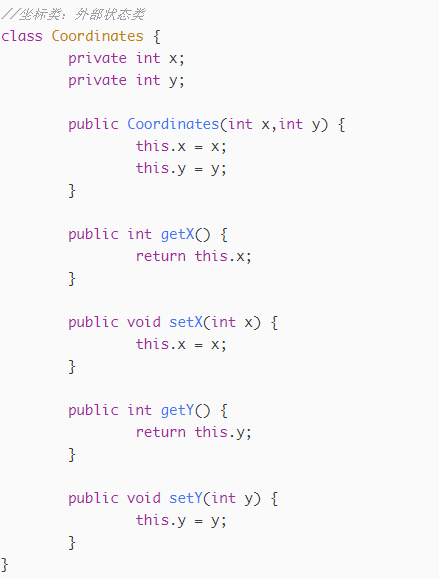 //坐标类：外部状态类
class Coordinates {
private int x;
private int y;
public Coordinates(int x,int y) {
this.x = x;
this.y = y;
}
public int getX() {
return this.x;
}
public void setX(int x) {
this.x = x;
}
public int getY() {
return this.y;
}
public void setY(int y) {
this.y = y;
}
}